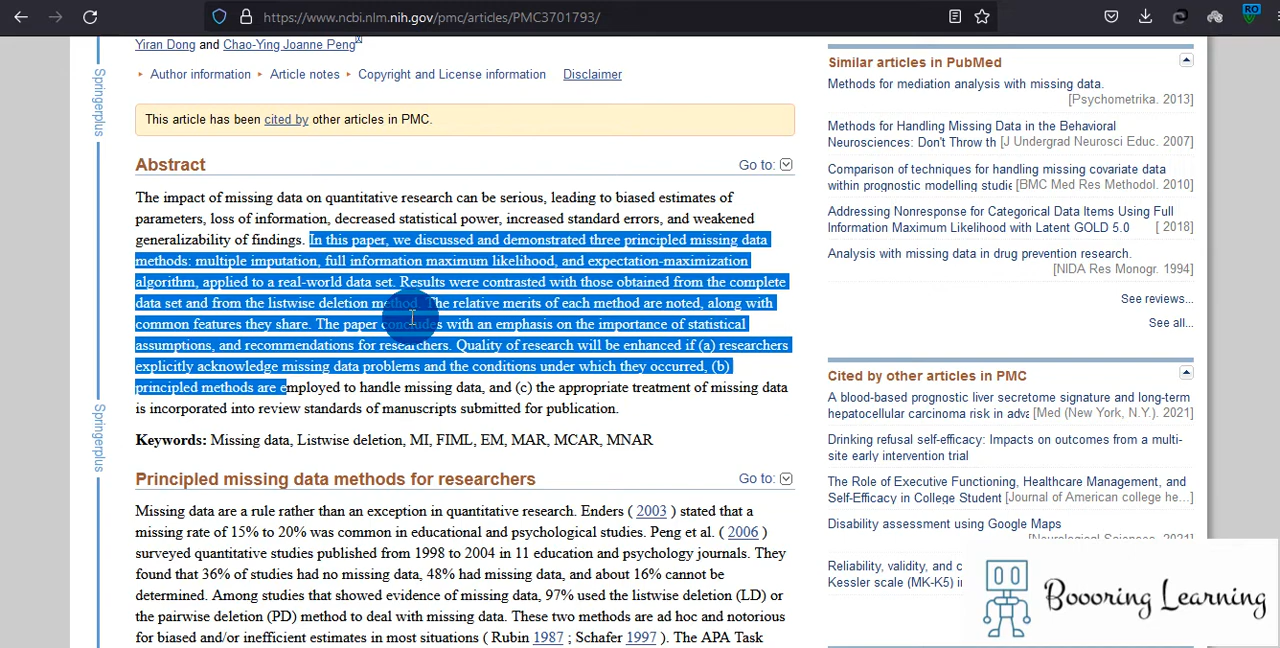 https://www.ncbi.nlm.nih.gov/pmc/articles/PMC3701793/
RO
Yiran Dong and Chao-Ying Joanne Peng
Author information Article notes Copyright and License information Disclaimer
Springerplus
This article has been cited by other articles in PMC.
Abstract
Go to:
The impact of missing data on quantitative research can be serious, leading to biased estimates of
parameters, loss of information, decreased statistical power, increased standard errors, and weakened
generalizability of findings. In this paper, we discussed and demonstrated three principled missing data
methods: multiple imputation, full information maximum likelihood, and expectation-maximization
algorithm, applied to a real-world data set. Results were contrasted with those obtained from the complete
data set and from the listwise deletion method. The relative merits of each method are noted, along with
common features they share. The paper concludes with an emphasis on the importance of statistical
assumptions, and recommendations for researchers. Quality of research will be enhanced if (a) researchers
explicitly acknowledge missing data problems and the conditions under which they occurred, (b)
principled methods are employed to handle missing data, and (c) the appropriate treatment of missing data
is incorporated into review standards of manuscripts submitted for publication.
Springerplus
Keywords: Missing data, Listwise deletion, MI, FIML, EM, MAR, MCAR, MNAR
Principled missing data methods for researchers
Go to:
Missing data are a rule rather than an exception in quantitative research. Enders ( 2003 ) stated that a
missing rate of 15% to 20% was common in educational and psychological studies. Peng et al. ( 2006 )
surveyed quantitative studies published from 1998 to 2004 in 11 education and psychology journals. They
found that 36% of studies had no missing data, 48% had missing data, and about 16% cannot be
determined. Among studies that showed evidence of missing data, 97% used the listwise deletion (LD) or
the pairwise deletion (PD) method to deal with missing data. These two methods are ad hoc and notorious
for biased and/or inefficient estimates in most situations ( Rubin 1987 ; Schafer 1997 ). The APA Task
Similar articles in PubMed
Methods for mediation analysis with missing data.
[Psychometrika. 2013]
Methods for Handling Missing Data in the Behavioral
Neurosciences: Don't Throw th [J Undergrad Neurosci Educ. 2007]
Comparison of techniques for handling missing covariate data
within prognostic modelling studie [BMC Med Res Methodol. 2010]
Addressing Nonresponse for Categorical Data Items Using Full
Information Maximum Likelihood with Latent GOLD 5.0 [ 2018]
Analysis with missing data in drug prevention research.
[NIDA Res Monogr. 1994]
See reviews...
See all...
Cited by other articles in PMC
A blood-based prognostic liver secretome signature and long-term
hepatocellular carcinoma risk in adva [Med (New York, N.Y.). 2021]
Drinking refusal self-efficacy: Impacts on outcomes from a multi-
site early intervention trial
The Role of Executive Functioning, Healthcare Management, and
Self-Efficacy in College Student [Journal of American college he...]
Disability assessment using Google Maps
[Neurological Sciences. 2021]
Reliability, validity, and c
Kessler scale (MK-K5) i
Boooring Learning